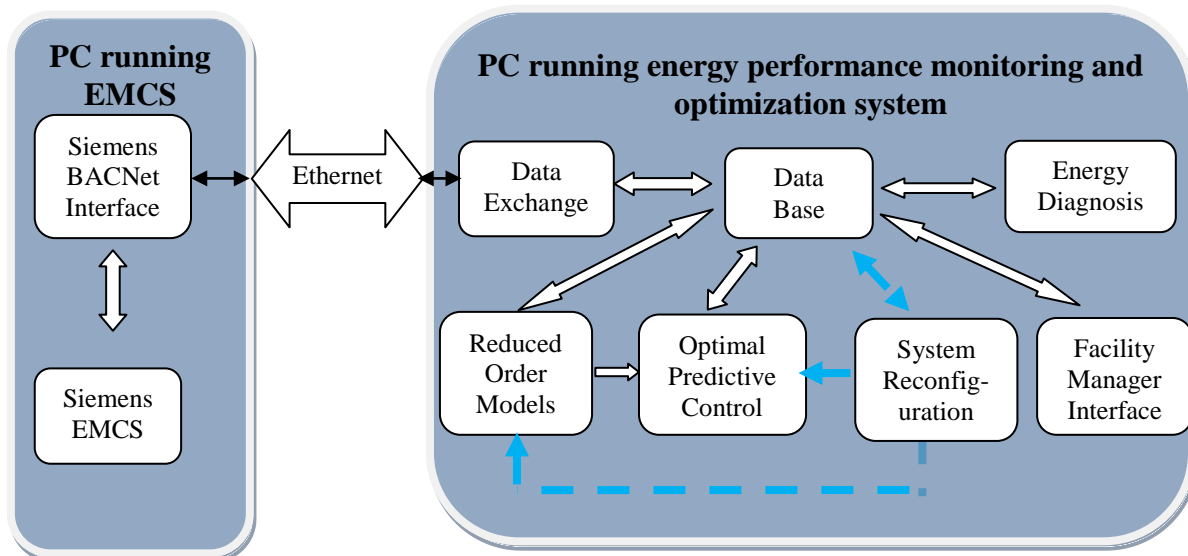 PC running
EMCS
Siemens
BACNet
Interface
Siemens
EMCS
Ethernet
PC running energy performance monitoring and
optimization system
Data
Exchange
Data
Base
Energy
Diagnosis
Reduced
Order
Models
Optimal
Predictive
Control
System
Reconfig-
uration
Facility
Manager
Interface